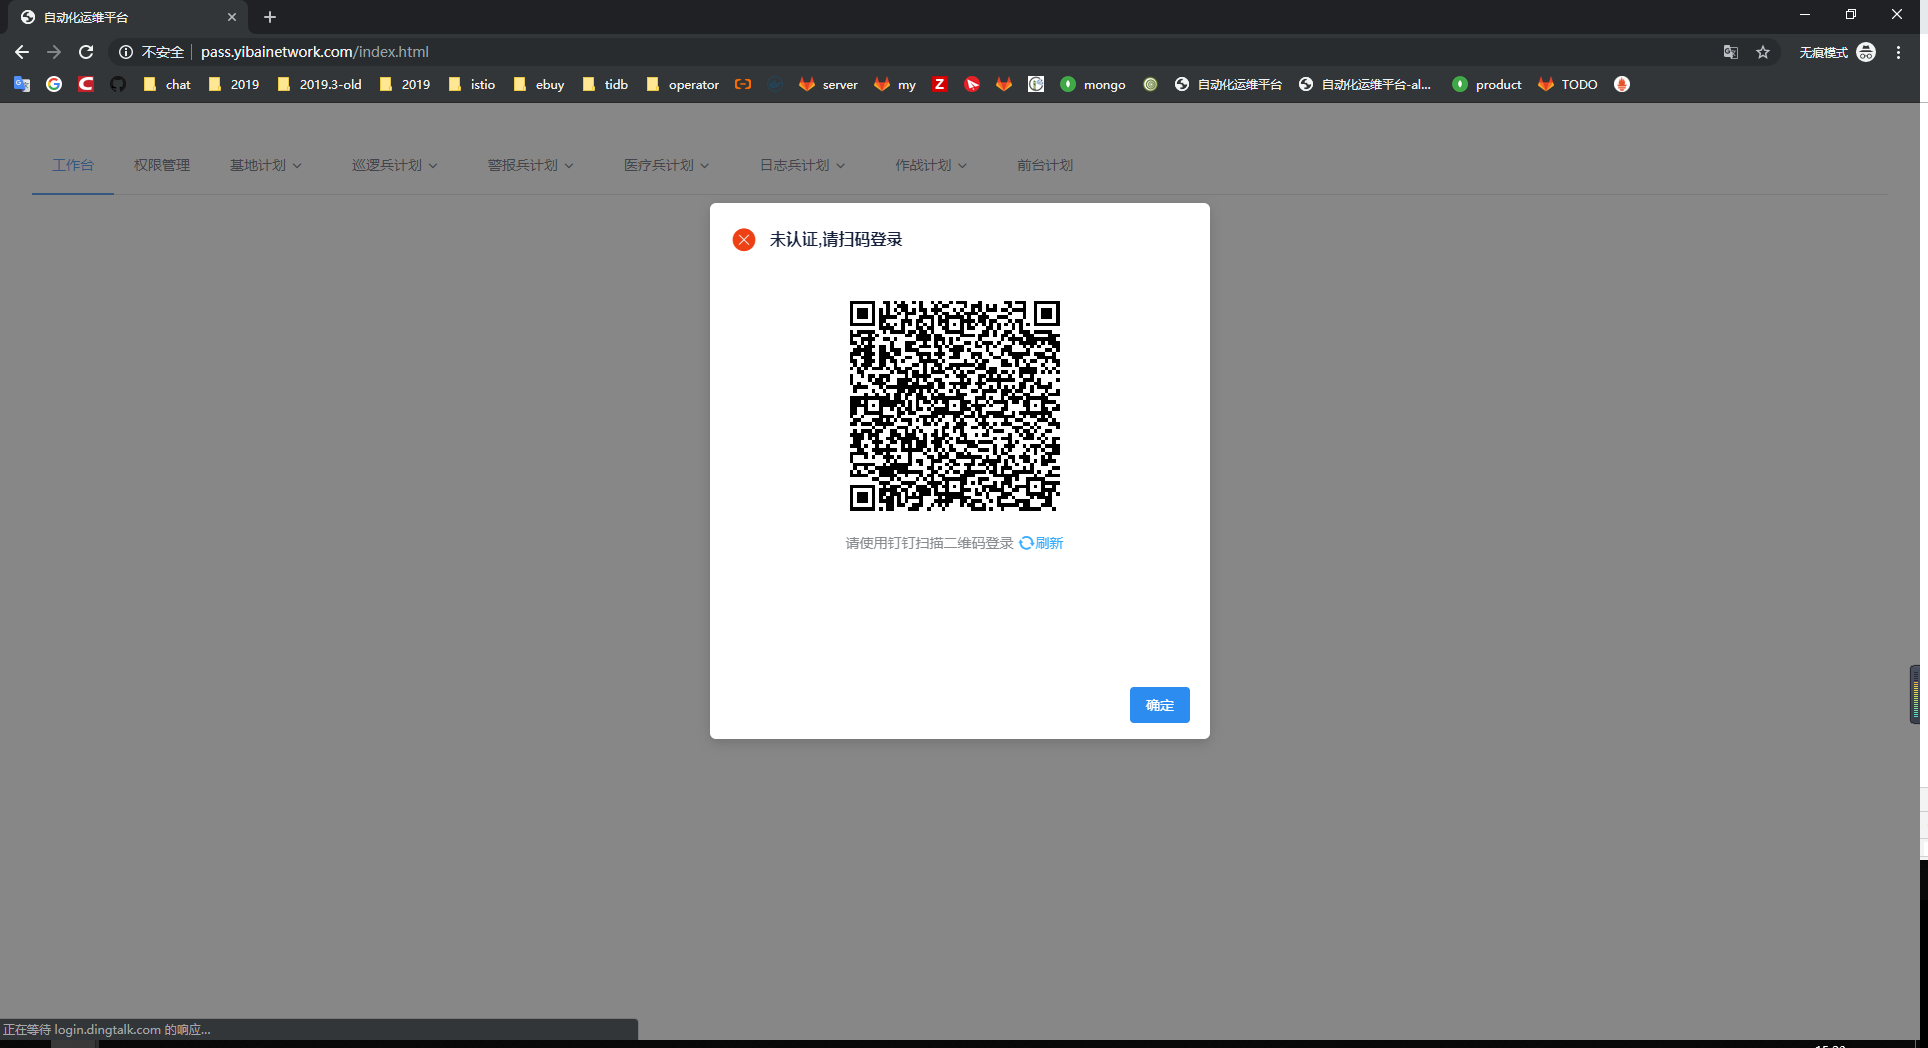 自动化运维平台
不安全 pass.yibainetwork.com/index.html 无痕模式
chat 2019 2019.3-old 2019 istio ebuy tidb operator server my mongo 自动化运维平台 自动化运维平台-al... product TODO
工作台 权限管理 基地计划 巡逻兵计划 警报兵计划 医疗兵计划 日志兵计划 作战计划 前台计划
未认证,请扫码登录
请使用钉钉扫描二维码登录 刷新
确定
正在等待 login.dingtalk.com 的响应...